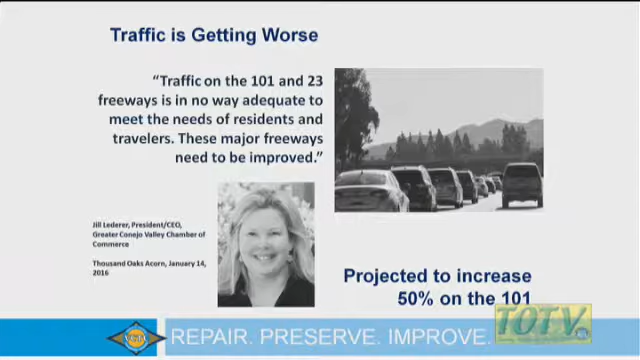 Traffic is Getting Worse
“Traffic on the 101 and 23
freeways is in no way adequate to
meet the needs of residents and
travelers. These major freeways
need to be improved.”
Jill Lederer, President/CEO,
Greater Conejo Valley Chamber of
Commerce
Thousand Oaks Acorn, January 14,
2016
Projected to increase
50% on the 101
TOTV
VCTC
REPAIR. PRESERVE. IMPROVE.